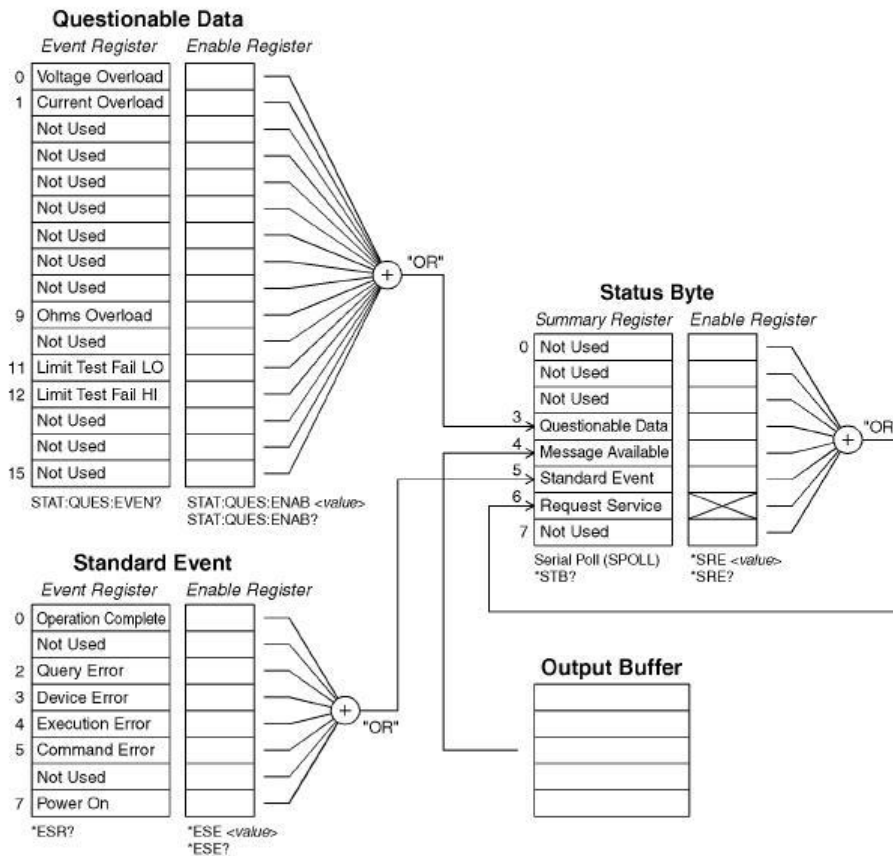 Questionable Data
Event Register
Enable Register
0 Voltage Overload
1 Current Overload
Not Used
Not Used
Not Used
Not Used
Not Used
Not Used
Not Used
9 Ohms Overload
Not Used
11 Limit Test Fail LO
12 Limit Test Fail HI
Not Used
Not Used
15 Not Used
"OR"
STAT:QUES:EVEN?
STAT:QUES:ENAB <value>
STAT:QUES:ENAB?
Status Byte
Summary Register
Enable Register
0 Not Used
Not Used
Not Used
3 Questionable Data
4 Message Available
5 Standard Event
6 Request Service
7 Not Used
"OR
Serial Poll (SPOLL)
*STB?
*SRE <value>
*SRE?
Standard Event
Event Register
Enable Register
0 Operation Complete
Not Used
2 Query Error
3 Device Error
4 Execution Error
5 Command Error
Not Used
7 Power On
"OR"
*ESR?
*ESE <value>
*ESE?
Output Buffer